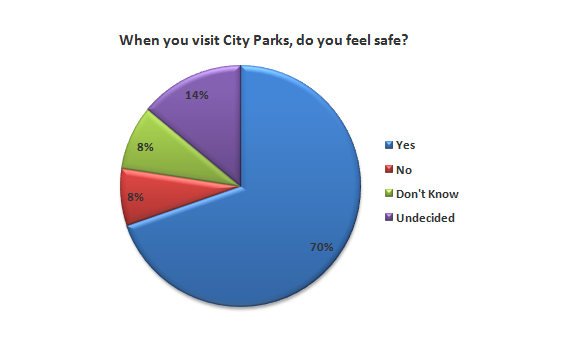 When you visit City Parks, do you feel safe?
14%
8%
8%
70%
Yes
No
Don't Know
Undecided